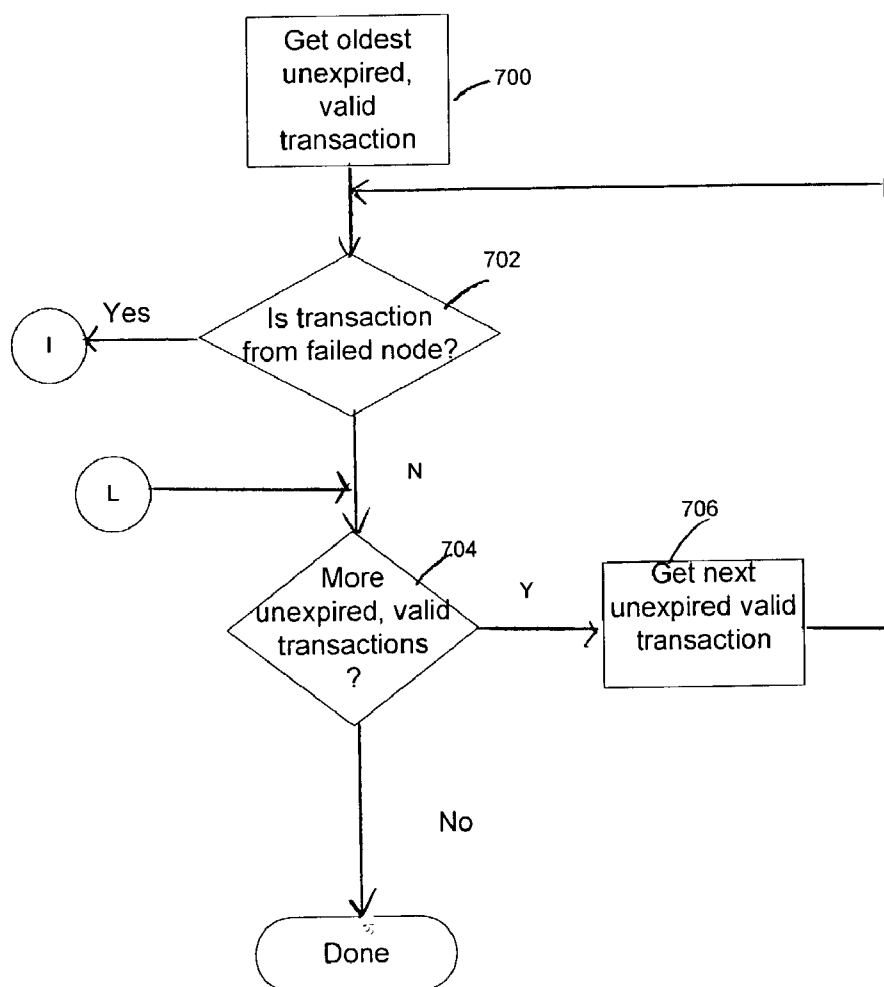 Get oldest
unexpired,
valid
transaction
700
702
Is transaction
from failed node?
Yes
I
N
L
704
More
unexpired, valid
transactions
?
Y
706
Get next
unexpired valid
transaction
No
Done